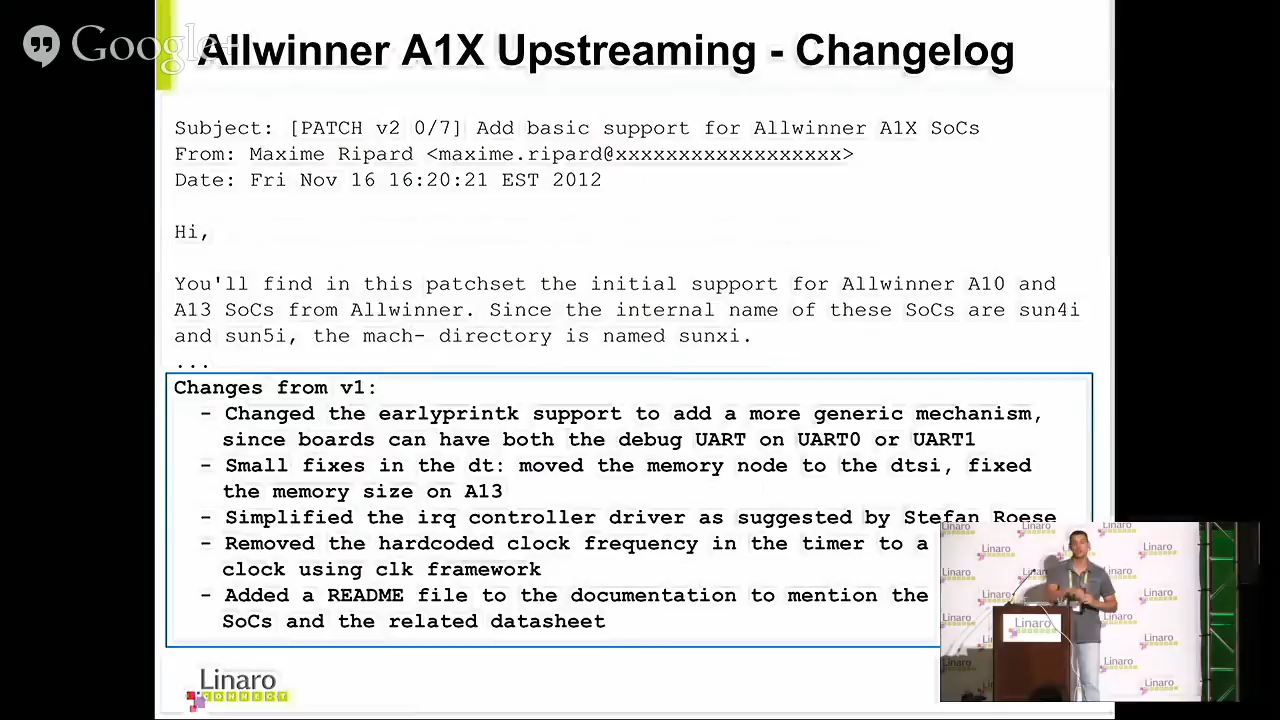 Google+
Allwinner A1X Upstreaming - Changelog
Subject: [PATCH v2 0/7] Add basic support for Allwinner A1X SoCs
From: Maxime Ripard <maxime.ripard@xxxxxxxxxxxxxxxxxx>
Date: Fri Nov 16 16:20:21 EST 2012
Hi,
You'll find in this patchset the initial support for Allwinner A10 and
A13 SoCs from Allwinner. Since the internal name of these SoCs are sun4i
and sun5i, the mach- directory is named sunxi.
...
Changes from v1:
- Changed the earlyprintk support to add a more generic mechanism,
since boards can have both the debug UART on UART0 or UART1
- Small fixes in the dt: moved the memory node to the dtsi, fixed
the memory size on A13
- Simplified the irq controller driver as suggested by Stefan Roese
- Removed the hardcoded clock frequency in the timer to a
clock using clk framework
- Added a README file to the documentation to mention the
SoCs and the related datasheet
Linaro
CONNECT
Linaro
Linaro
Linaro
Linaro
Linaro
Linaro
Linaro
Linaro
Linaro